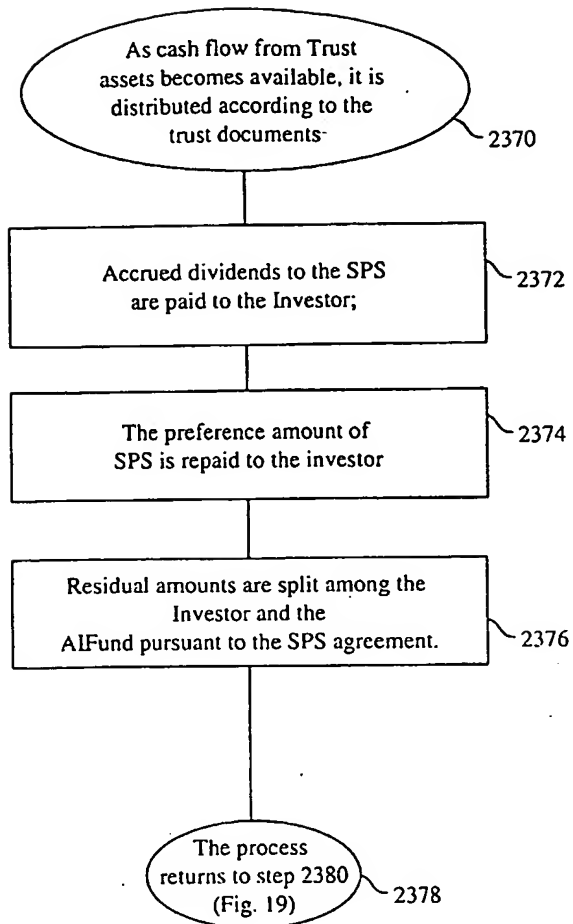 As cash flow from Trust
assets becomes available, it is
distributed according to the
trust documents-
2370
Accrued dividends to the SPS
are paid to the Investor;
2372
The preference amount of
SPS is repaid to the investor
2374
Residual amounts are split among the
Investor and the
AIFund pursuant to the SPS agreement.
2376
The process
returns to step 2380
(Fig. 19)
2378